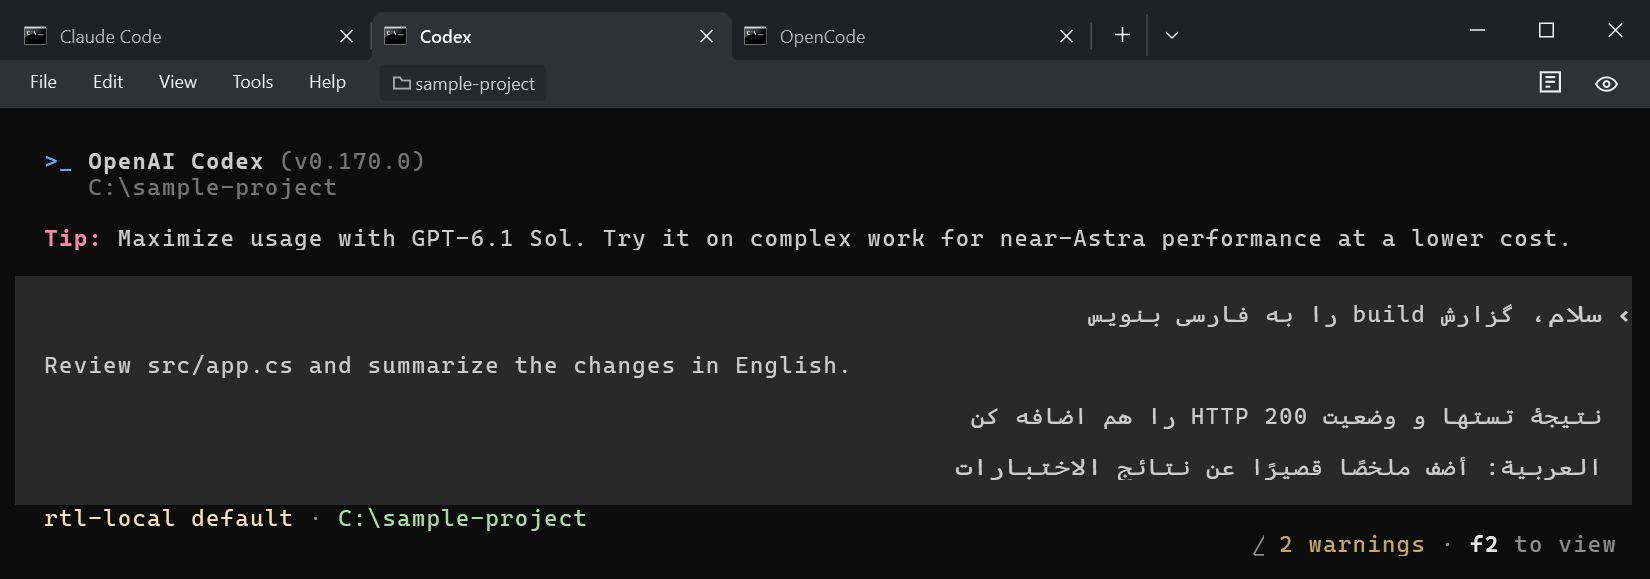 Claude Code
Codex
OpenCode
File Edit View Tools Help sample-project
>_ OpenAI Codex (v0.170.0)
C:\sample-project
Tip: Maximize usage with GPT-6.1 Sol. Try it on complex work for near-Astra performance at a lower cost.
› سلام، گزارش build را به فارسی بنویس
Review src/app.cs and summarize the changes in English.
نتیجهٔ تستها و وضعیت HTTP 200 را هم اضافه کن
العربية: أضف ملخصًا قصيرًا عن نتائج الاختبارات
rtl-local default · C:\sample-project
2 warnings · f2 to view